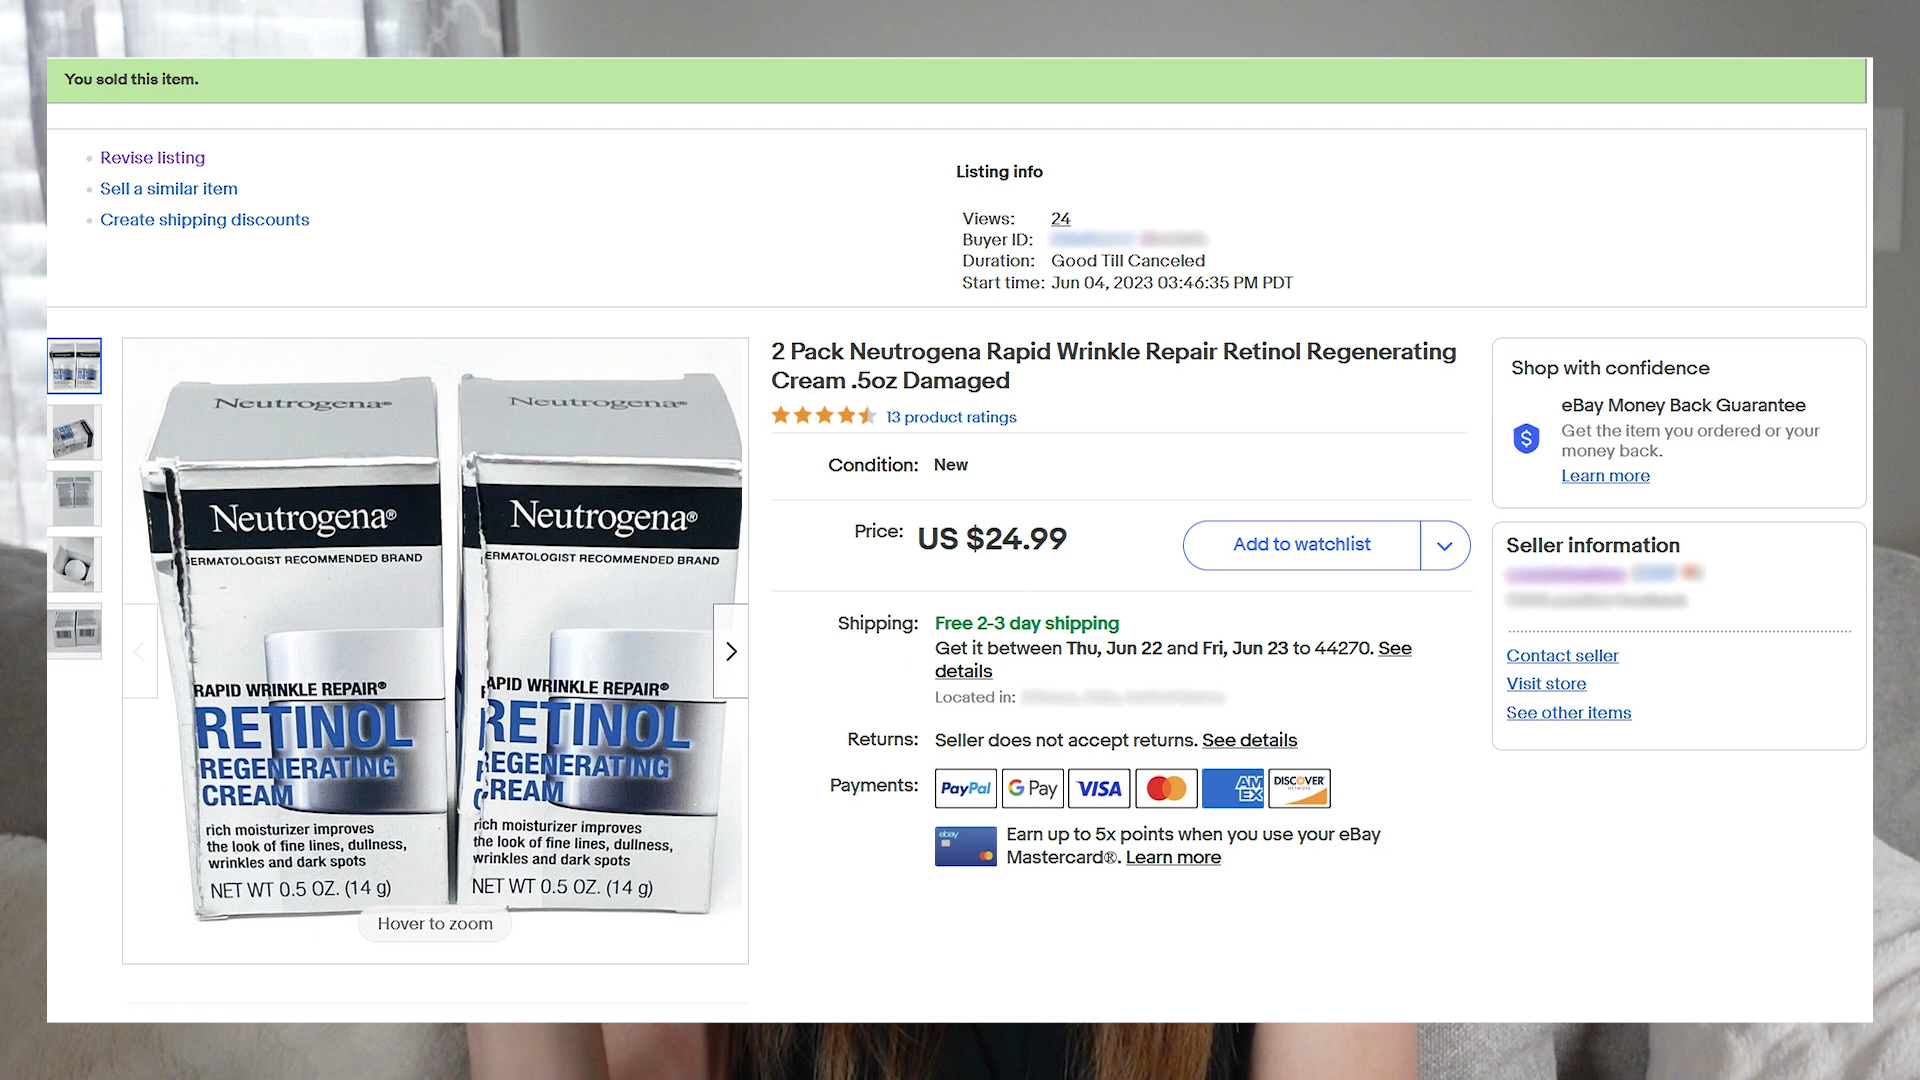 You sold this item.
Revise listing
Sell a similar item
Create shipping discounts
Listing info
Views: 24
Buyer ID:
Duration: Good Till Canceled
Start time: Jun 04, 2023 03:46:35 PM PDT
Neutrogena®
Neutrogena®
DERMATOLOGIST RECOMMENDED BRAND
RAPID WRINKLE REPAIR®
RETINOL
REGENERATING
CREAM
rich moisturizer improves
the look of fine lines, dullness,
wrinkles and dark spots
NET WT 0.5 OZ. (14 g)
Neutrogena®
Neutrogena®
ERMATOLOGIST RECOMMENDED BRAND
RAPID WRINKLE REPAIR®
RETINOL
REGENERATING
CREAM
rich moisturizer improves
the look of fine lines, dullness,
wrinkles and dark spots
NET WT 0.5 OZ. (14 g)
Hover to zoom
2 Pack Neutrogena Rapid Wrinkle Repair Retinol Regenerating
Cream .5oz Damaged
13 product ratings
Condition: New
Price: US $24.99
Add to watchlist
Shipping: Free 2-3 day shipping
Get it between Thu, Jun 22 and Fri, Jun 23 to 44270. See
details
Located in:
Returns: Seller does not accept returns. See details
Payments: PayPal G Pay VISA AM EX DISCOVER
NETWORK
ebay
Earn up to 5x points when you use your eBay
Mastercard®. Learn more
Shop with confidence
eBay Money Back Guarantee
$
Get the item you ordered or your
money back.
Learn more
Seller information
Contact seller
Visit store
See other items